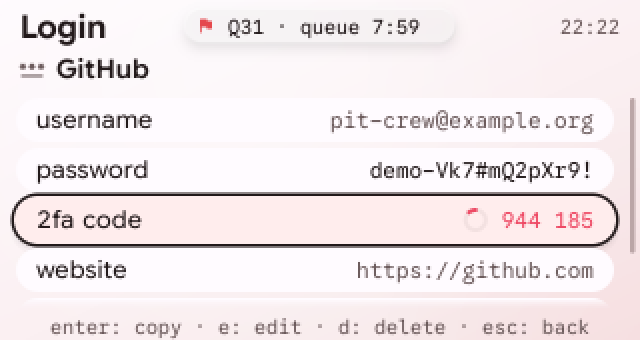 Login
Q31 · queue 7:59
22:22
GitHub
username pit-crew@example.org
password demo-Vk7#mQ2pXr9!
2fa code 944 185
website https://github.com
enter: copy · e: edit · d: delete · esc: back